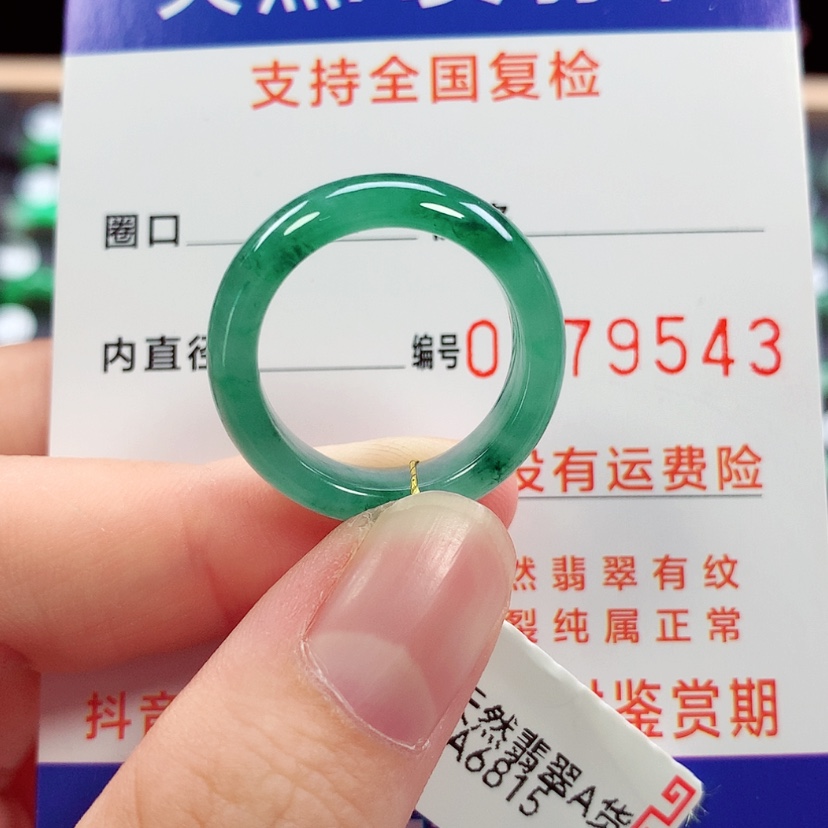 支持全国复检
圈口
内直径 编号0 79543
没有运费险
然翡翠有纹
裂纯属正常
抖音 鉴赏期
天然翡翠A货
A6815